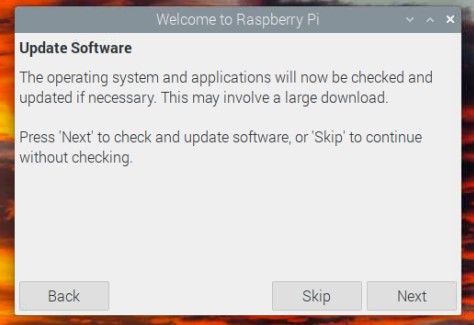 Welcome to Raspberry Pi
Update Software
The operating system and applications will now be checked and
updated if necessary. This may involve a large download.
Press 'Next' to check and update software, or 'Skip' to continue
without checking.
Back Skip Next